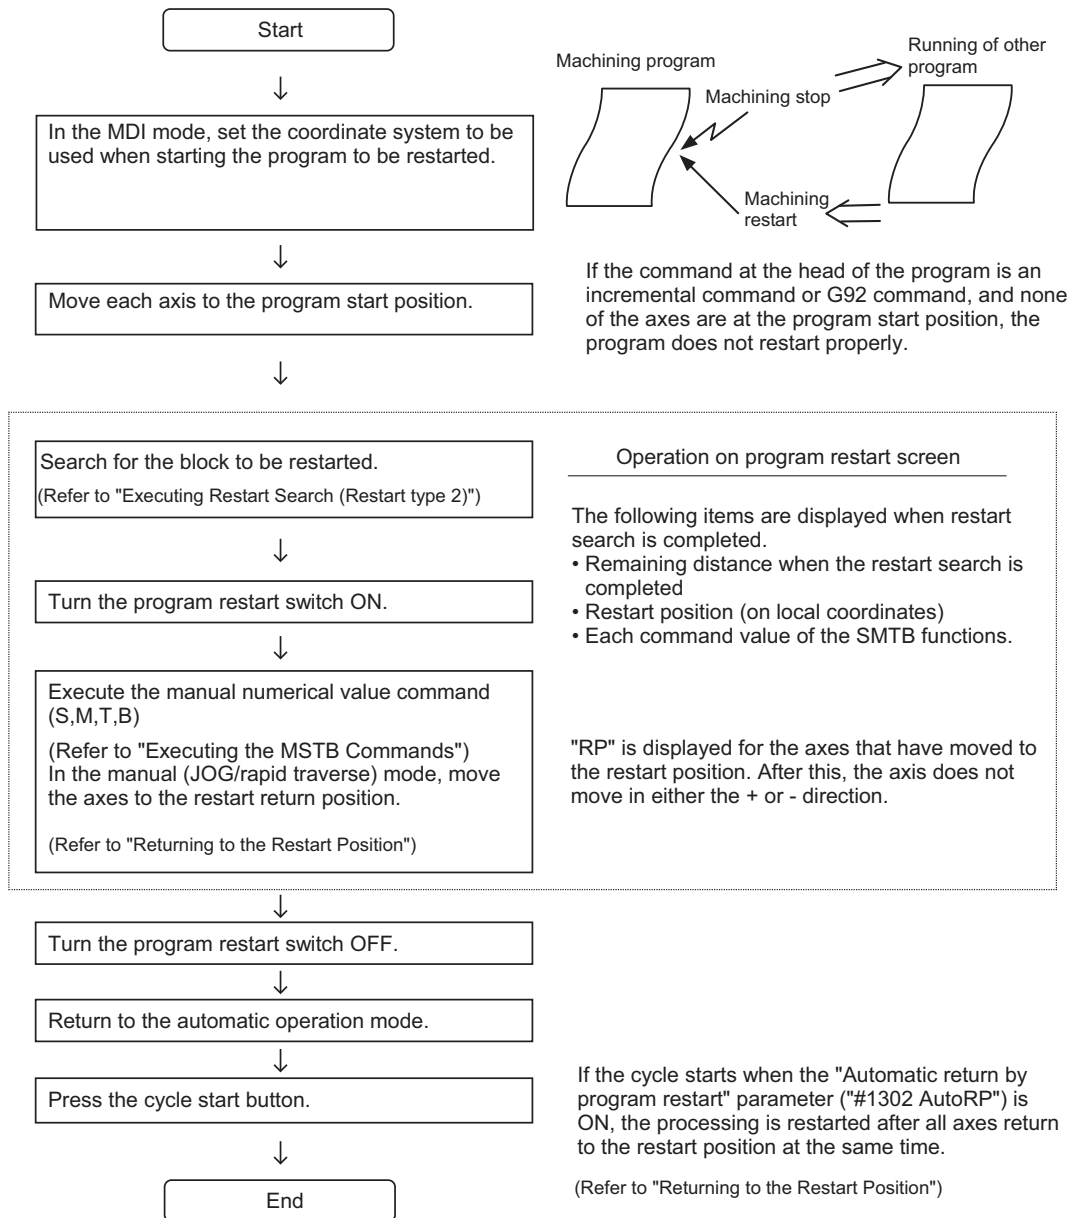 Start
Machining program
Running of other
program
Machining stop
Machining
restart
In the MDI mode, set the coordinate system to be
used when starting the program to be restarted.
Move each axis to the program start position.
If the command at the head of the program is an
incremental command or G92 command, and none
of the axes are at the program start position, the
program does not restart properly.
Search for the block to be restarted.
(Refer to "Executing Restart Search (Restart type 2)")
Operation on program restart screen
The following items are displayed when restart
search is completed.
• Remaining distance when the restart search is
completed
• Restart position (on local coordinates)
• Each command value of the SMTB functions.
Turn the program restart switch ON.
Execute the manual numerical value command
(S,M,T,B)
(Refer to "Executing the MSTB Commands")
In the manual (JOG/rapid traverse) mode, move
the axes to the restart return position.
(Refer to "Returning to the Restart Position")
"RP" is displayed for the axes that have moved to
the restart position. After this, the axis does not
move in either the + or - direction.
Turn the program restart switch OFF.
Return to the automatic operation mode.
Press the cycle start button.
If the cycle starts when the "Automatic return by
program restart" parameter ("#1302 AutoRP") is
ON, the processing is restarted after all axes return
to the restart position at the same time.
(Refer to "Returning to the Restart Position")
End